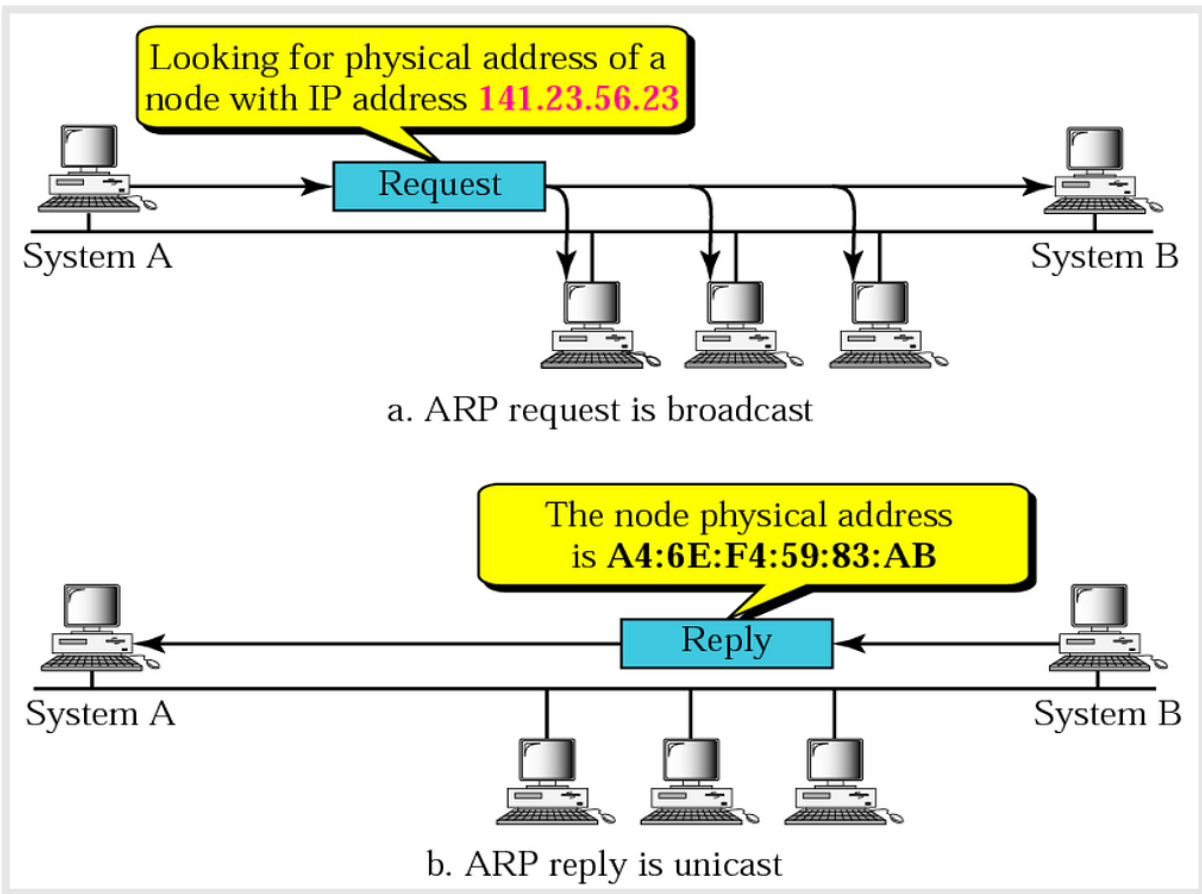 Looking for physical address of a
node with IP address 141.23.56.23
Request
System A
System B
a. ARP request is broadcast
The node physical address
is A4:6E:F4:59:83:AB
Reply
System A
System B
b. ARP reply is unicast